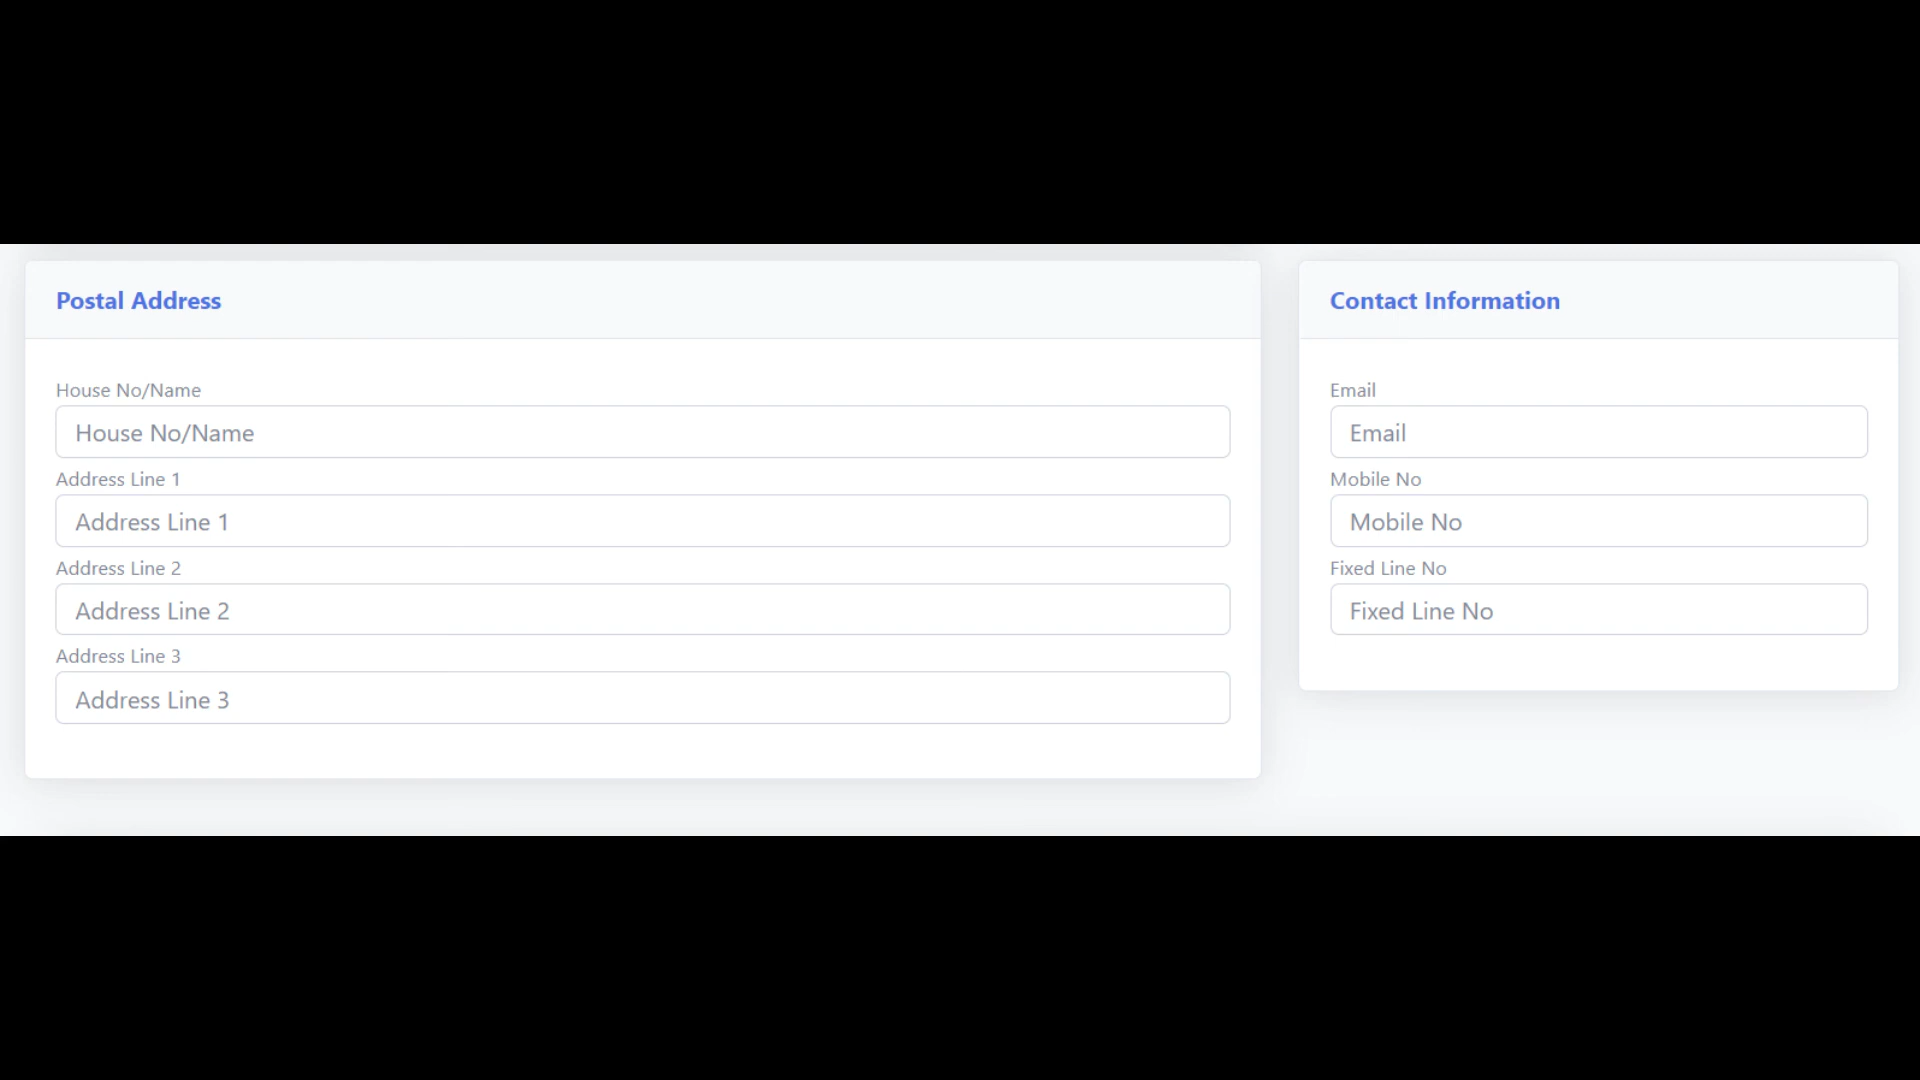 Postal Address
House No/Name
House No/Name
Address Line 1
Address Line 1
Address Line 2
Address Line 2
Address Line 3
Address Line 3
Contact Information
Email
Email
Mobile No
Mobile No
Fixed Line No
Fixed Line No